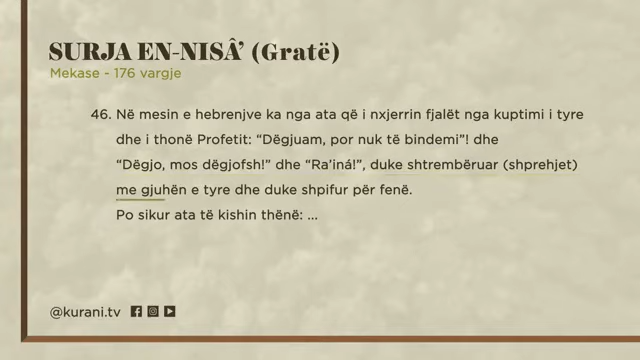 SURJA EN-NISÂ’ (Gratë)
Mekase - 176 vargje
46. Në mesin e hebrenjve ka nga ata që i nxjerrin fjalët nga kuptimi i tyre
dhe i thonë Profetit: “Dëgjuam, por nuk të bindemi”! dhe
“Dëgjo, mos dëgjofsh!” dhe “Ra’iná!”, duke shtrembëruar (shprehjet)
me gjuhën e tyre dhe duke shpifur për fenë.
Po sikur ata të kishin thënë: ...
@kurani.tv